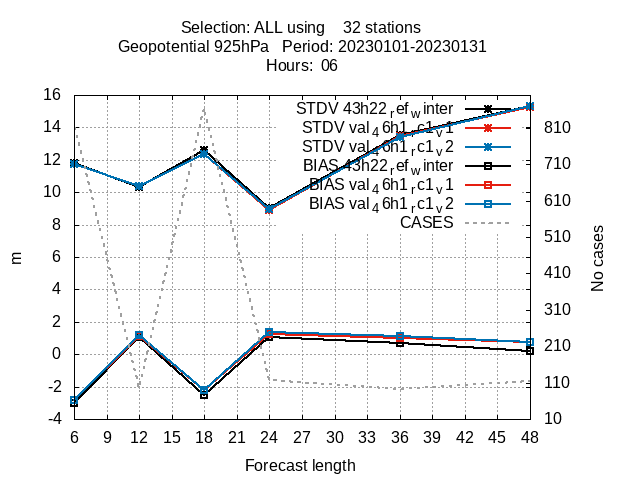 Selection: ALL using    32 stations
Geopotential 925hPa   Period: 20230101-20230131
Hours: 06
STDV 43h22_ref_winter
STDV val_46h1_rc1_v1
STDV val_46h1_rc1_v2
BIAS 43h22_ref_winter
BIAS val_46h1_rc1_v1
BIAS val_46h1_rc1_v2
CASES
16
14
12
10
8
6
4
2
0
-2
-4
m
810
710
610
510
410
310
210
110
10
No cases
6 9 12 15 18 21 24 27 30 33 36 39 42 45 48
Forecast length